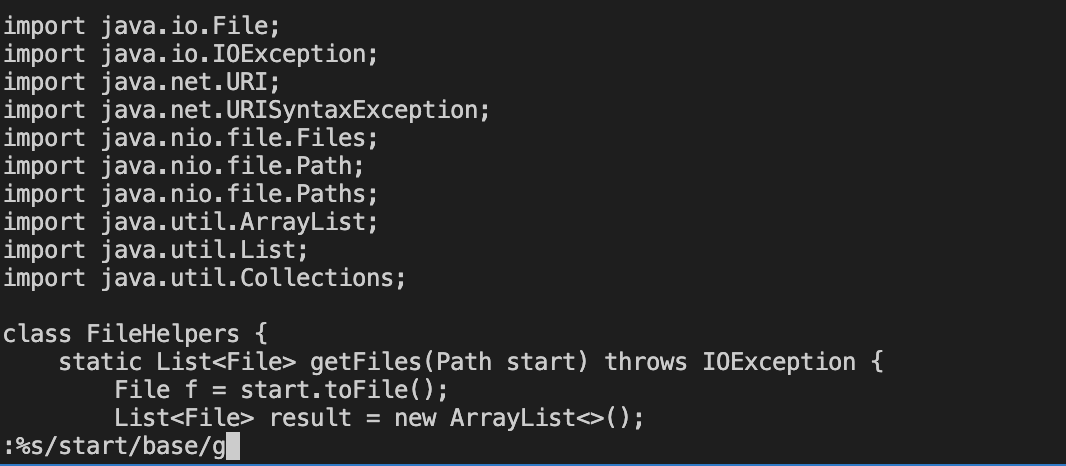 import java.io.File;
import java.io.IOException;
import java.net.URI;
import java.net.URISyntaxException;
import java.nio.file.Files;
import java.nio.file.Path;
import java.nio.file.Paths;
import java.util.ArrayList;
import java.util.List;
import java.util.Collections;

class FileHelpers {
    static List<File> getFiles(Path start) throws IOException {
        File f = start.toFile();
        List<File> result = new ArrayList<>();
:%s/start/base/g